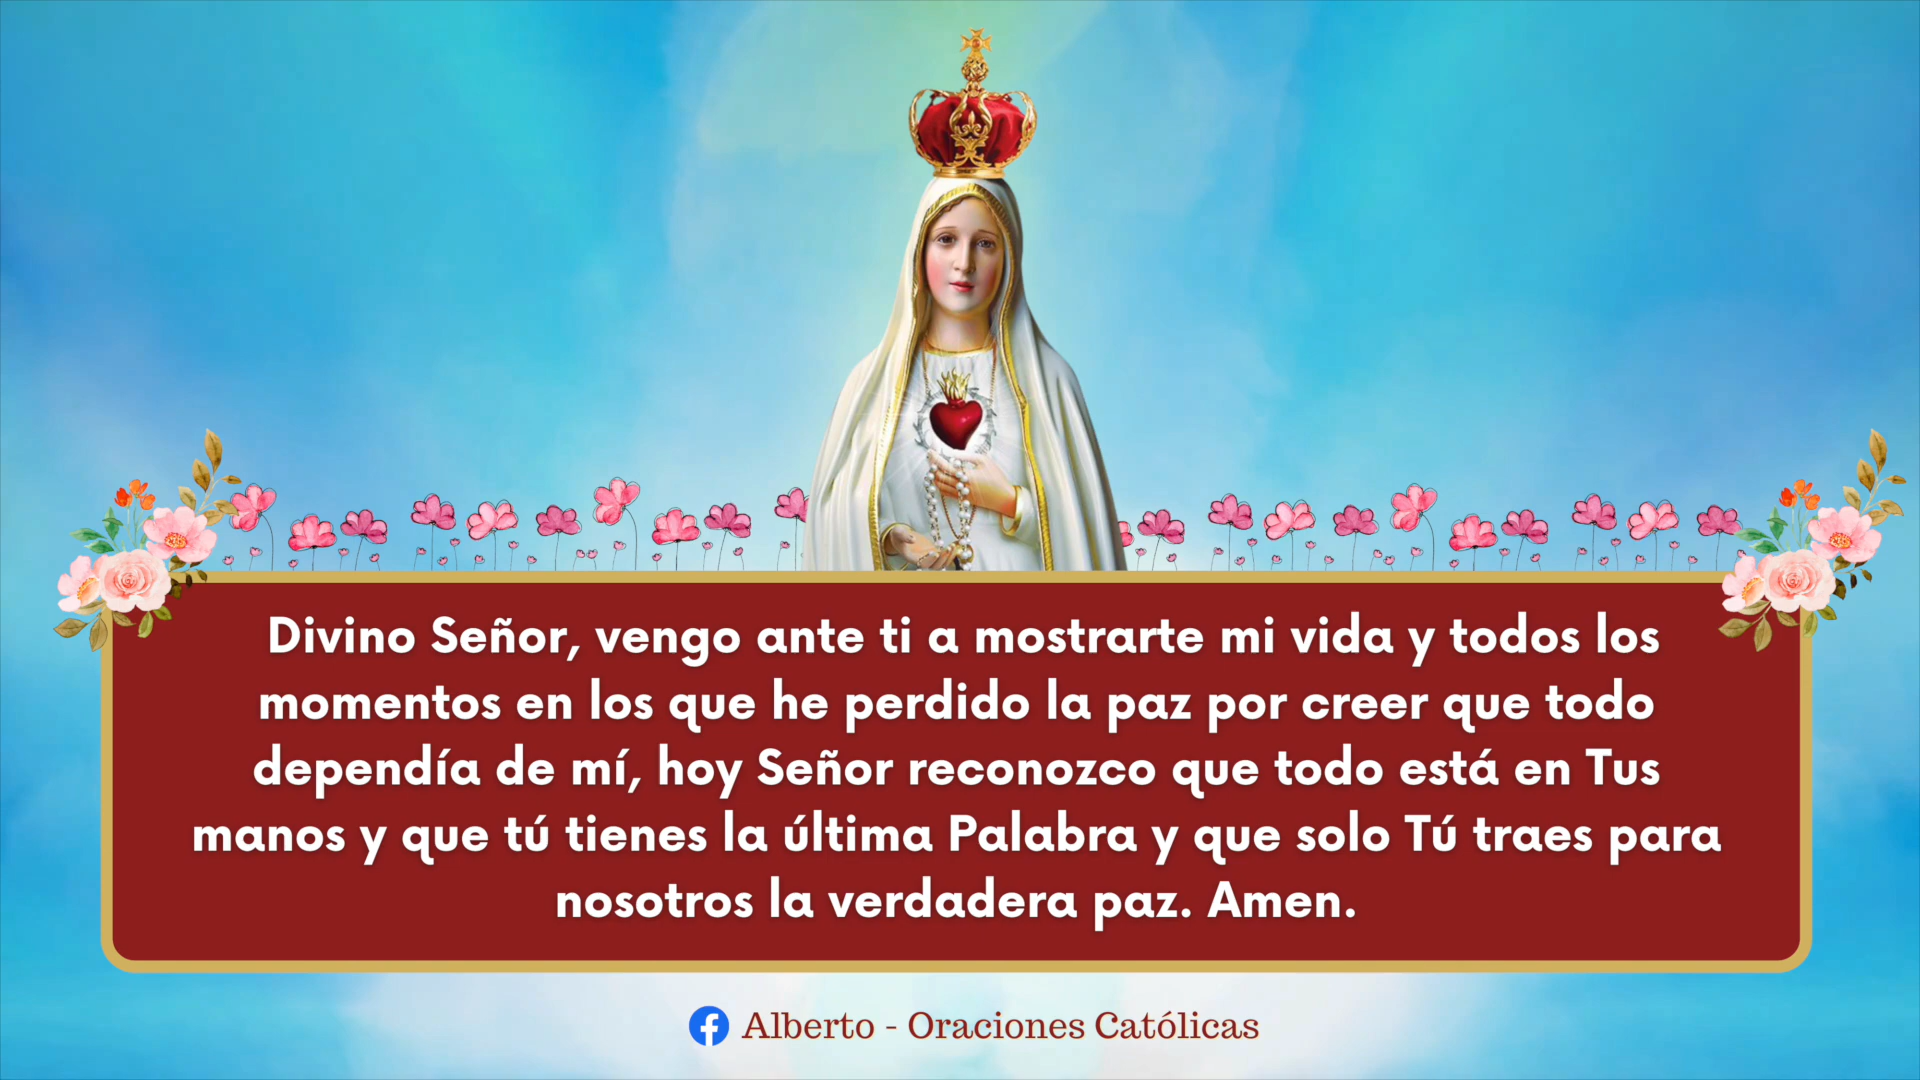 Divino Señor, vengo ante ti a mostrarte mi vida y todos los
momentos en los que he perdido la paz por creer que todo
dependía de mí, hoy Señor reconozco que todo está en Tus
manos y que tú tienes la última Palabra y que solo Tú traes para
nosotros la verdadera paz. Amen.
Alberto - Oraciones Católicas